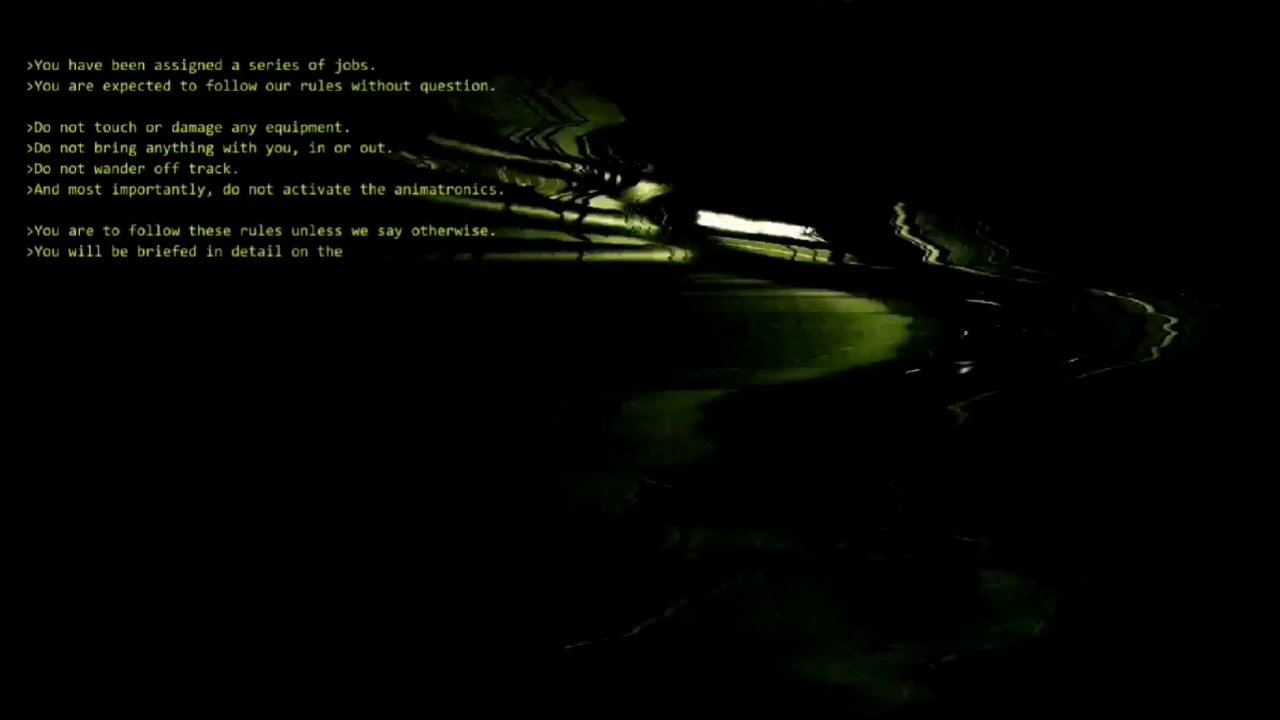 >You have been assigned a series of jobs.
>You are expected to follow our rules without question.
>Do not touch or damage any equipment.
>Do not bring anything with you, in or out.
>Do not wander off track.
>And most importantly, do not activate the animatronics.
>You are to follow these rules unless we say otherwise.
>You will be briefed in detail on the